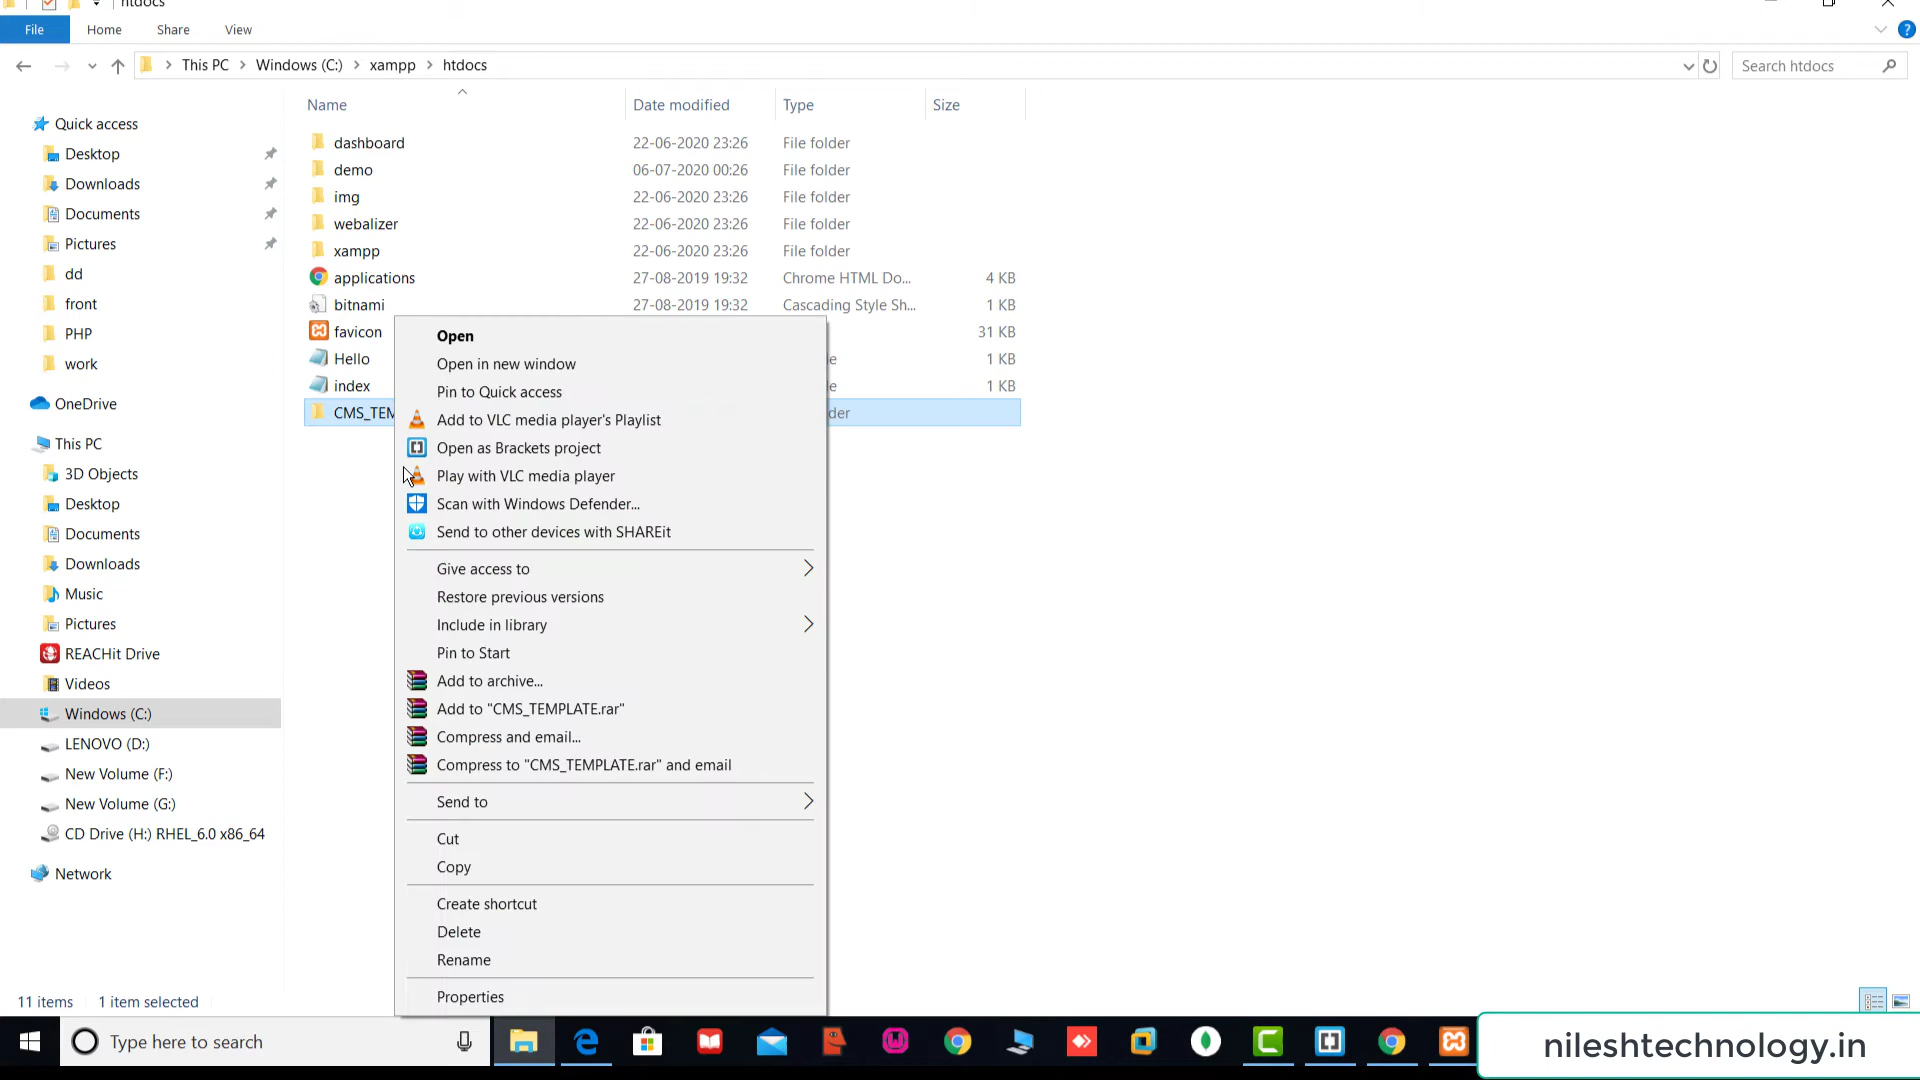 htdocs
File Home Share View
This PC Windows (C:) xampp htdocs
Search htdocs
Name Date modified Type Size
Quick access
Desktop
Downloads
Documents
Pictures
dd
front
PHP
work
OneDrive
This PC
3D Objects
Desktop
Documents
Downloads
Music
Pictures
REACHit Drive
Videos
Windows (C:)
LENOVO (D:)
New Volume (F:)
New Volume (G:)
CD Drive (H:) RHEL_6.0 x86_64
Network
dashboard 22-06-2020 23:26 File folder
demo 06-07-2020 00:26 File folder
img 22-06-2020 23:26 File folder
webalizer 22-06-2020 23:26 File folder
xampp 22-06-2020 23:26 File folder
applications 27-08-2019 19:32 Chrome HTML Do... 4 KB
bitnami 27-08-2019 19:32 Cascading Style Sh... 1 KB
favicon 31 KB
Hello e 1 KB
index e 1 KB
CMS_TEM der
Open
Open in new window
Pin to Quick access
Add to VLC media player's Playlist
Open as Brackets project
Play with VLC media player
Scan with Windows Defender...
Send to other devices with SHAREit
Give access to
Restore previous versions
Include in library
Pin to Start
Add to archive...
Add to "CMS_TEMPLATE.rar"
Compress and email...
Compress to "CMS_TEMPLATE.rar" and email
Send to
Cut
Copy
Create shortcut
Delete
Rename
Properties
11 items 1 item selected
Type here to search
nileshtechnology.in